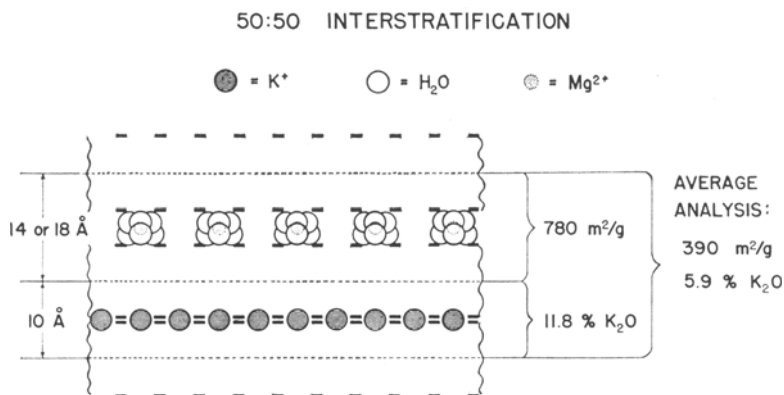 50:50 INTERSTRATIFICATION
= K⁺ = H₂O = Mg²⁺
14 or 18 Å
780 m²/g
10 Å
11.8 % K₂O
AVERAGE
ANALYSIS:
390 m²/g
5.9 % K₂O